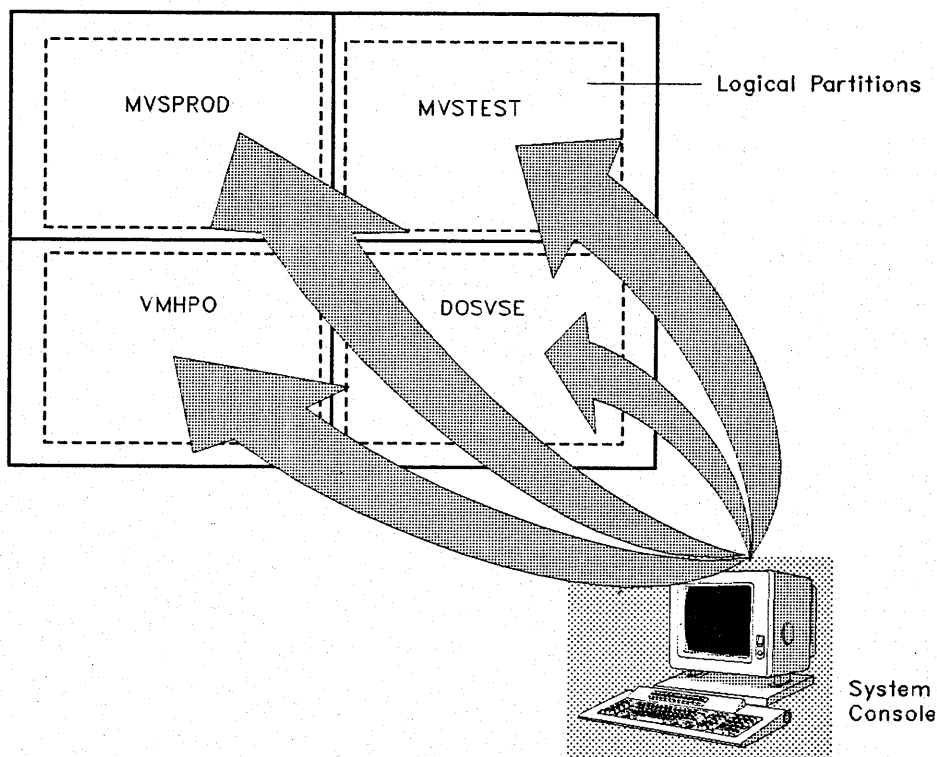 MVSPROD
MVSTEST
Logical Partitions
VMHPO
DOSVSE
System
Console